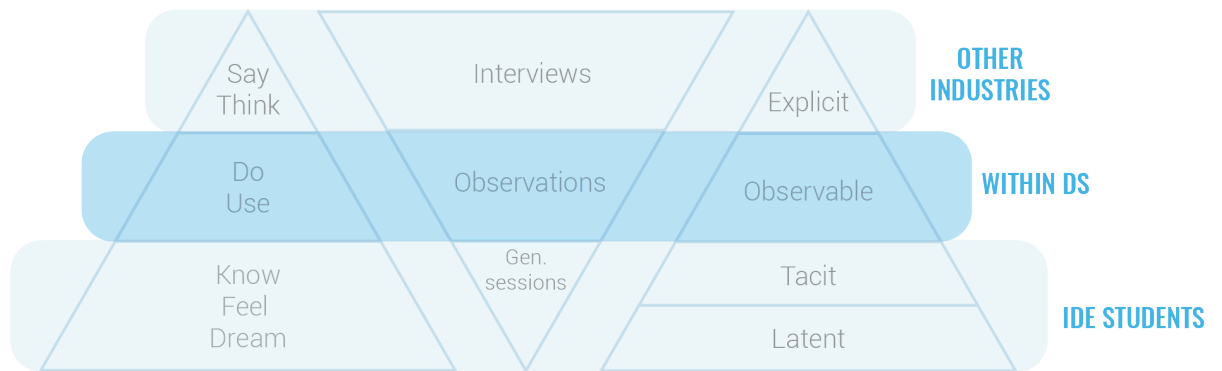 Say
Think
Interviews
Explicit
OTHER
INDUSTRIES
Do
Use
Observations
Observable
WITHIN DS
Know
Feel
Dream
Gen.
sessions
Tacit
Latent
IDE STUDENTS